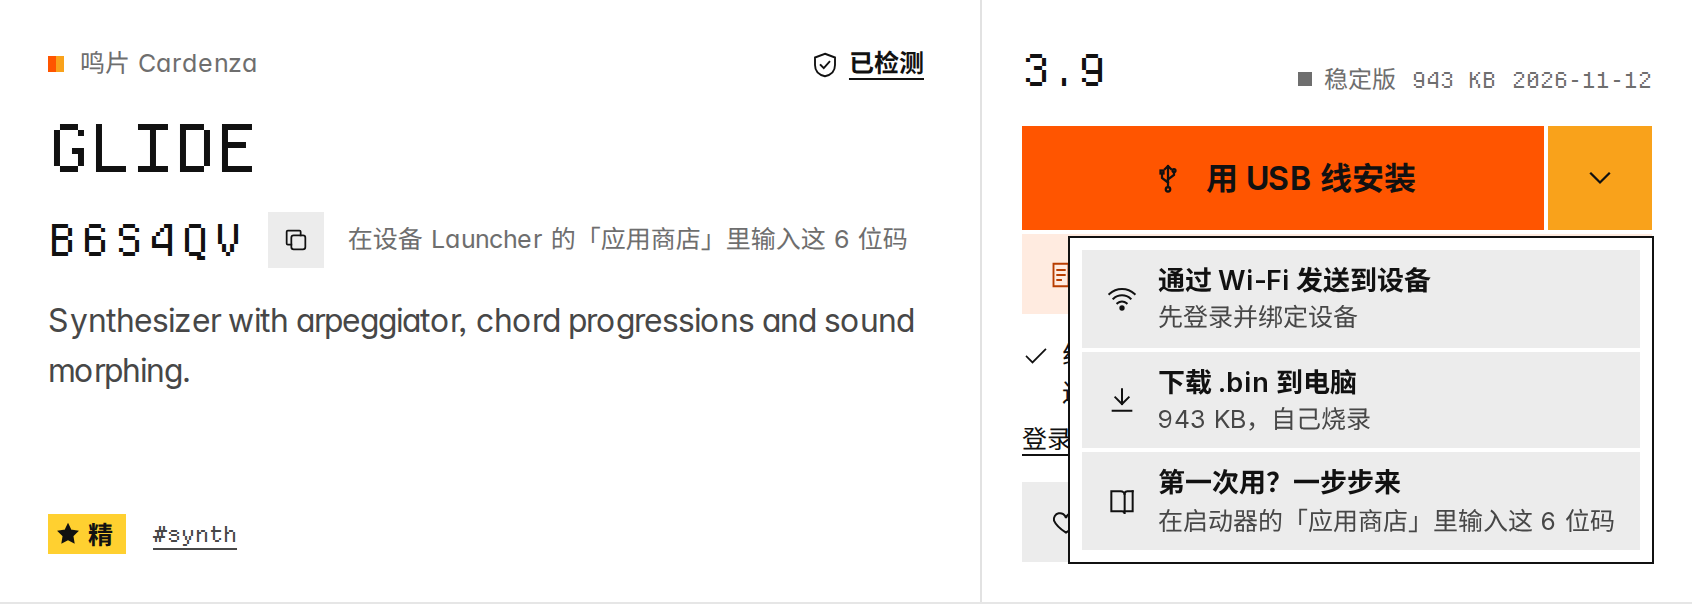 鸣片 Cardenza
已检测
GLIDE
B6S4QV
在设备 Launcher 的「应用商店」里输入这 6 位码
Synthesizer with arpeggiator, chord progressions and sound
morphing.
精
#synth
3.9
稳定版 943 KB 2026-11-12
用 USB 线安装
通过 Wi-Fi 发送到设备
先登录并绑定设备
下载 .bin 到电脑
943 KB，自己烧录
第一次用？一步步来
在启动器的「应用商店」里输入这 6 位码
登录